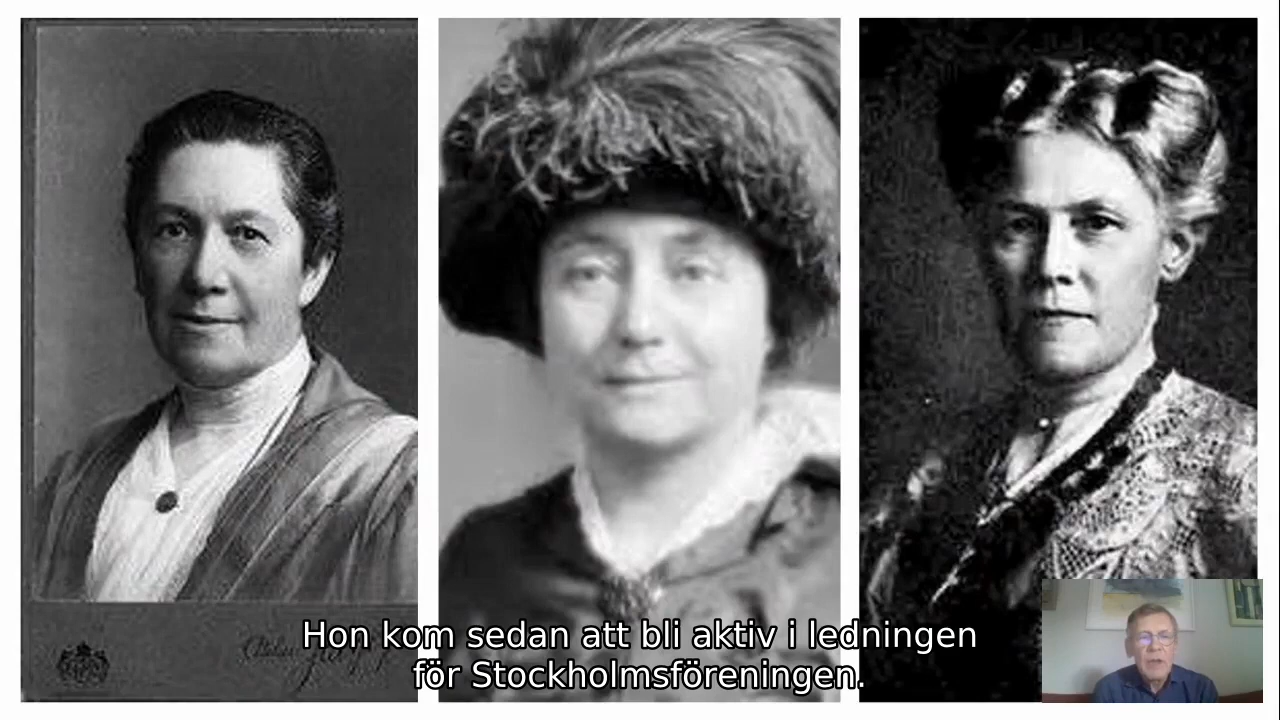 Hon kom sedan att bli aktiv i ledningen
för Stockholmsföreningen.